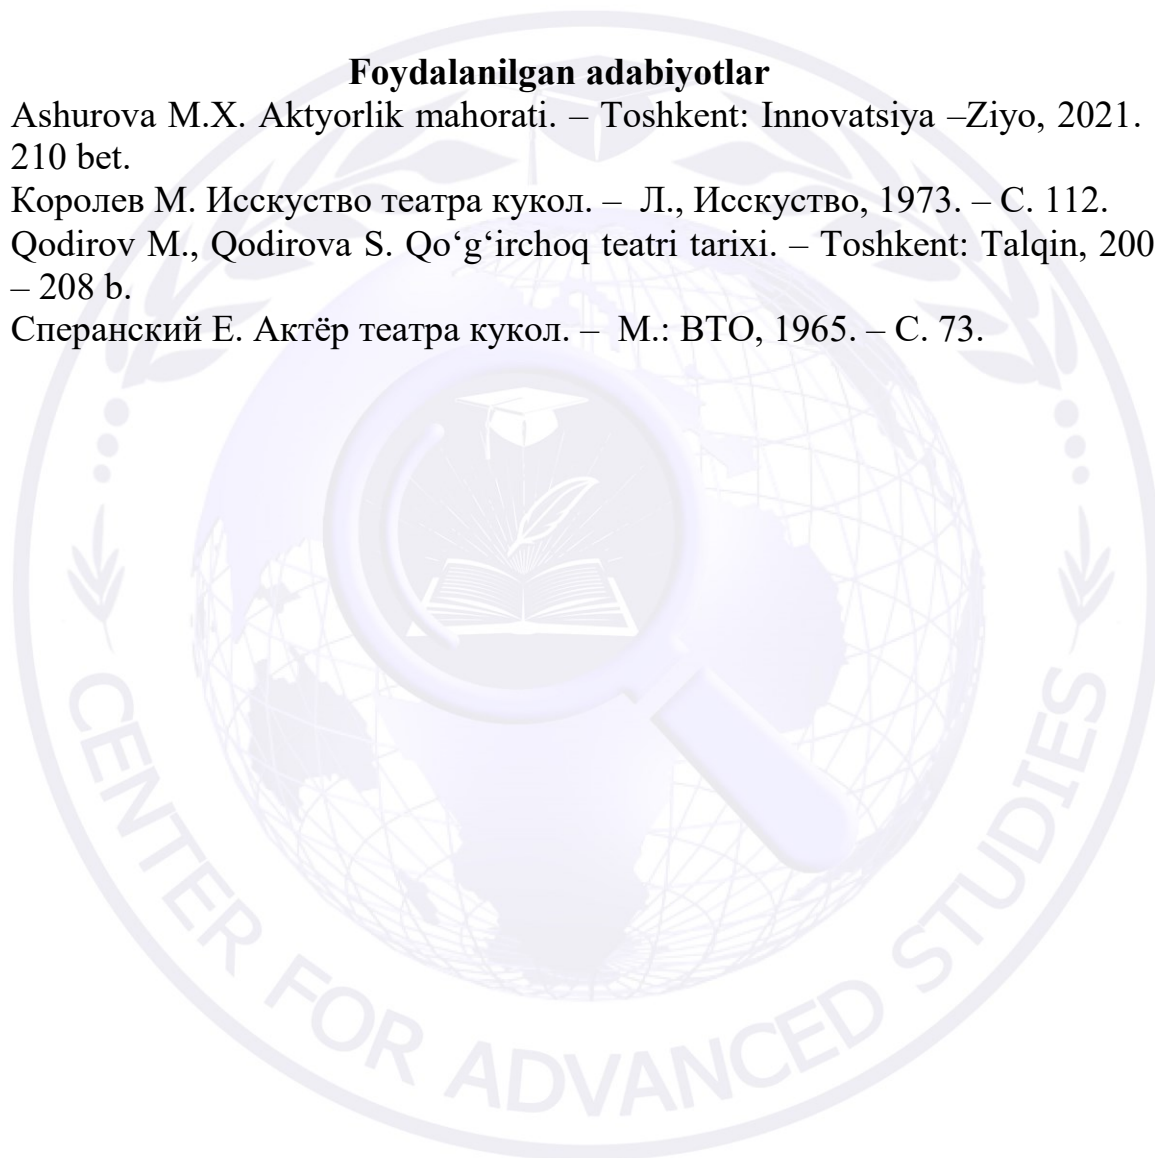 Foydalanilgan adabiyotlar
Ashurova M.X. Aktyorlik mahorati. – Toshkent: Innovatsiya –Ziyo, 2021.
210 bet.
Королев М. Исскуство театра кукол. – Л., Исскуство, 1973. – С. 112.
Qodirov M., Qodirova S. Qo‘g‘irchoq teatri tarixi. – Toshkent: Talqin, 200
– 208 b.
Сперанский Е. Актёр театра кукол. – М.: ВТО, 1965. – С. 73.
CENTER FOR ADVANCED STUDIES